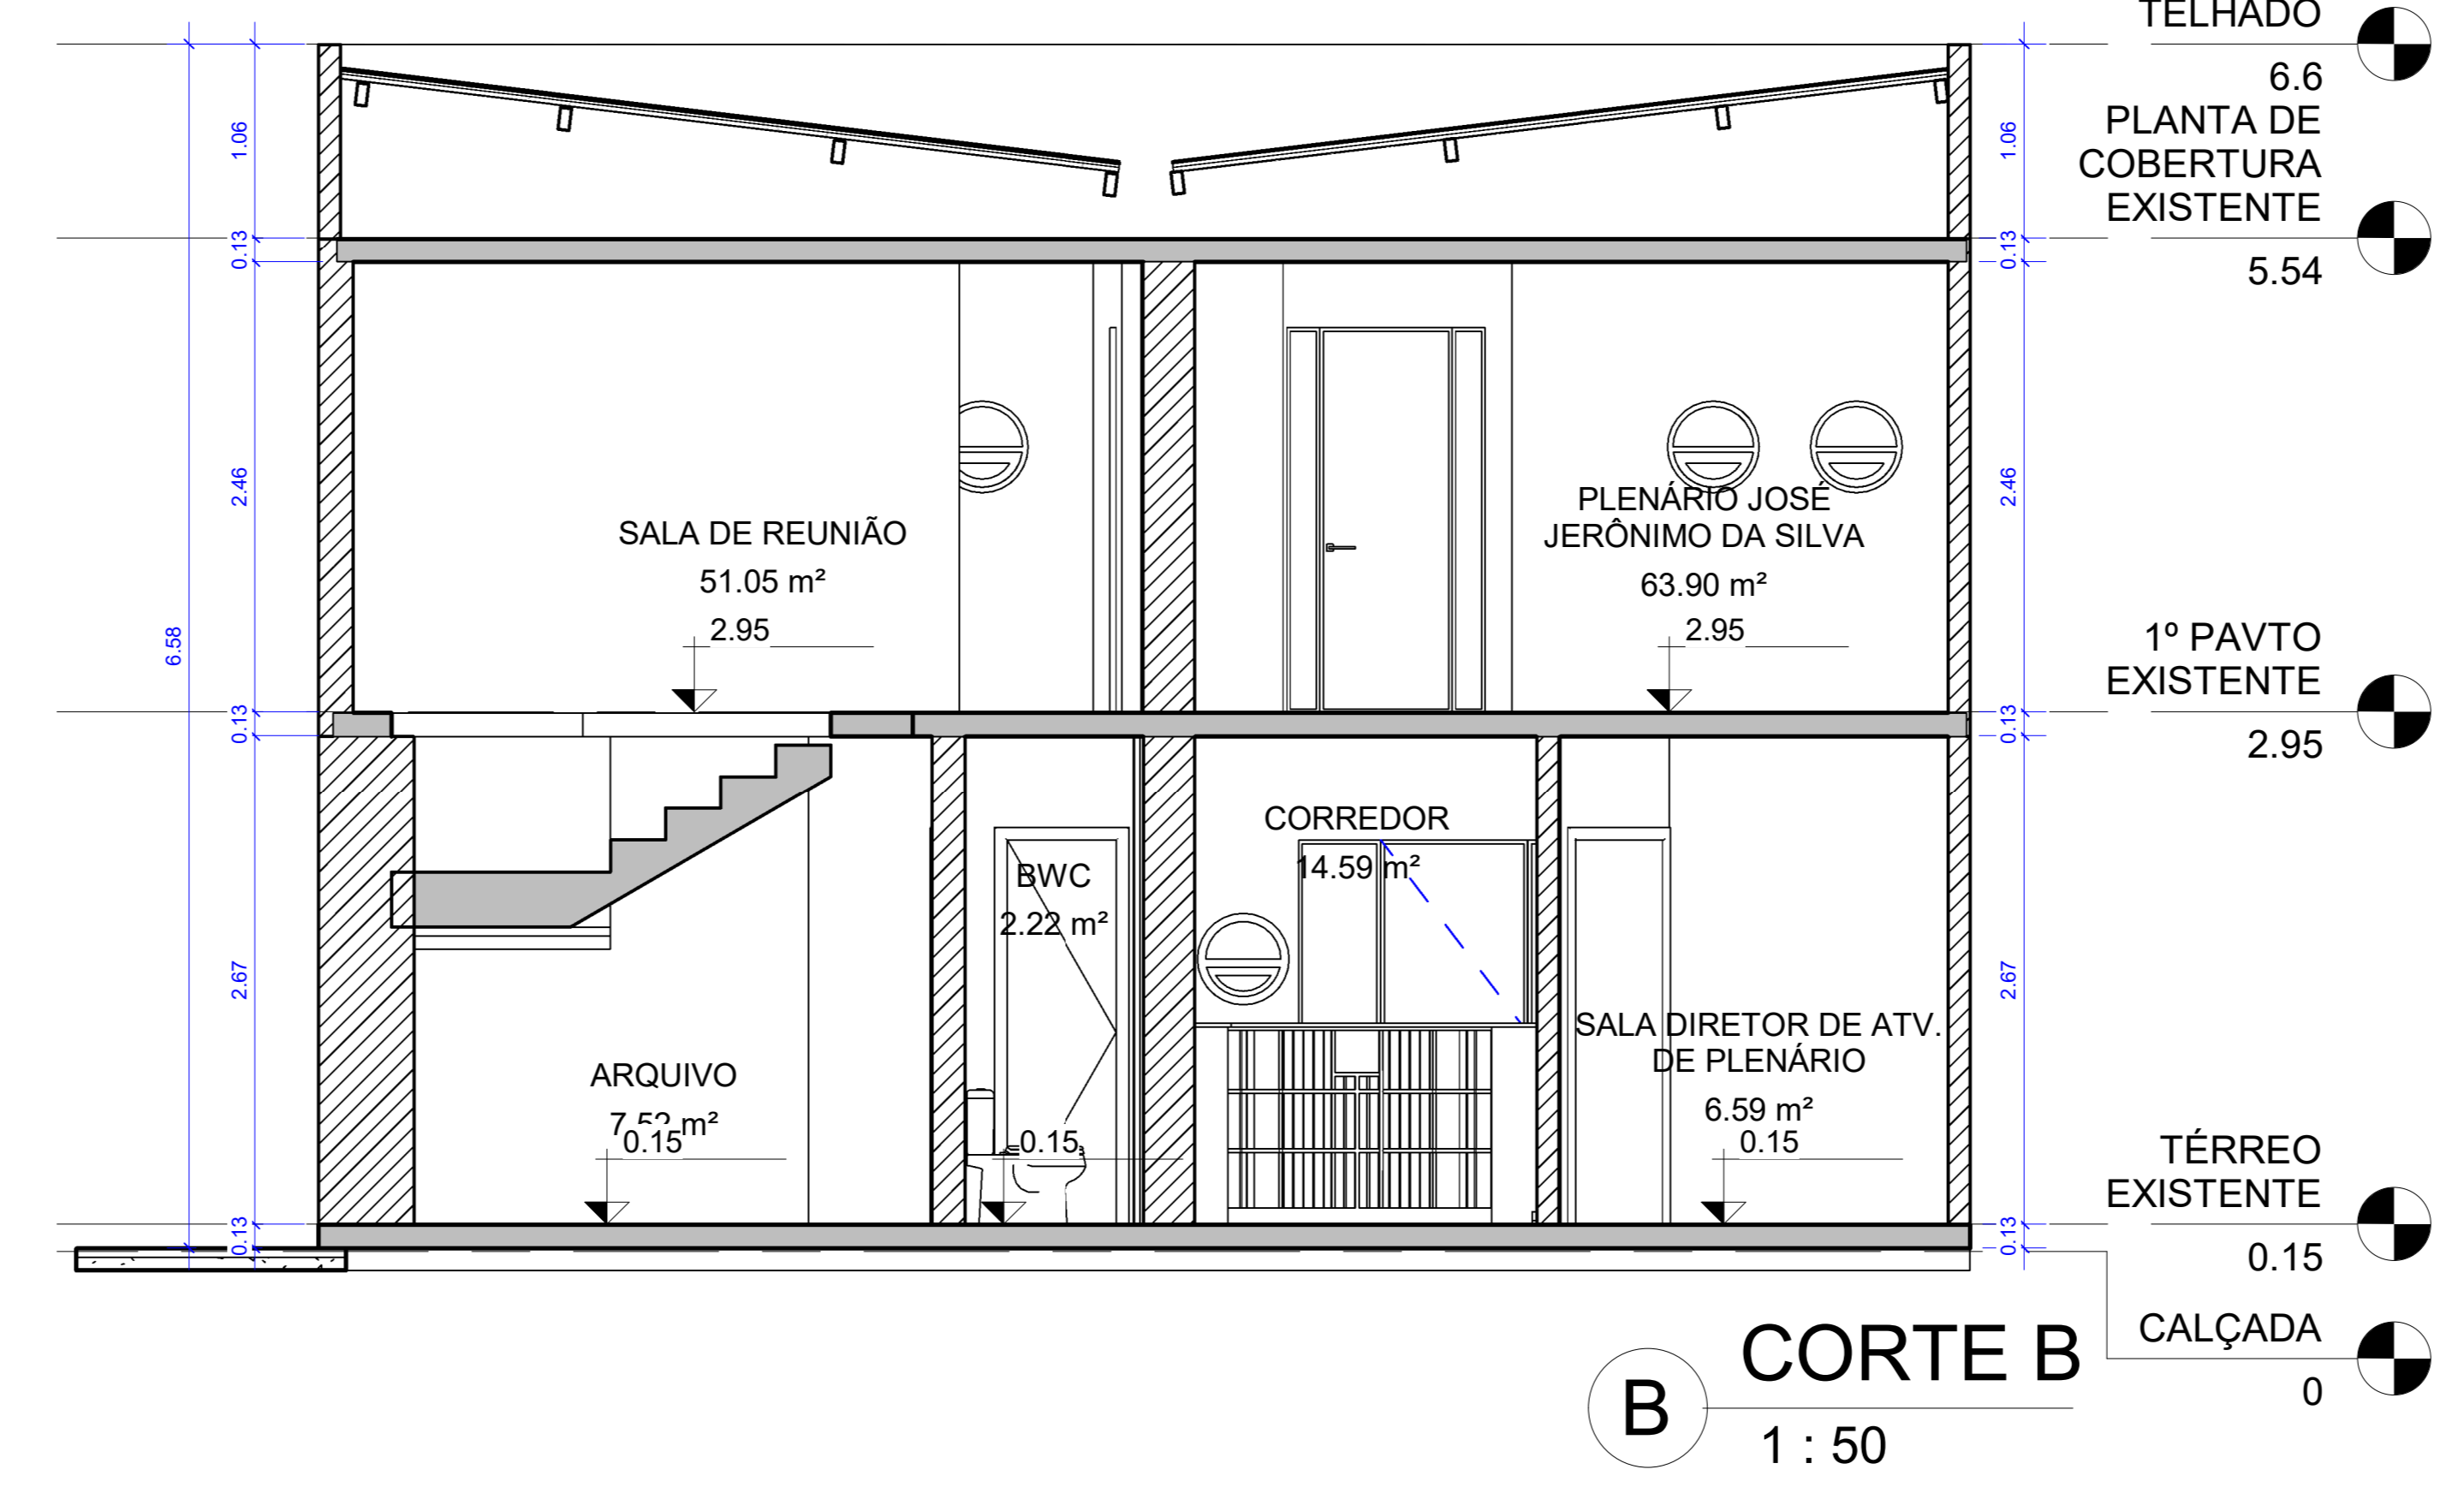 TELHADO
6.6
PLANTA DE
COBERTURA
EXISTENTE
5.54
1º PAVTO
EXISTENTE
2.95
TÉRREO
EXISTENTE
0.15
CALÇADA
0
1.06
0.13
2.46
6.58
0.13
2.67
0.13
1.06
0.13
2.46
0.13
2.67
0.13
SALA DE REUNIÃO
51.05 m²
2.95
PLENÁRIO JOSÉ
JERÔNIMO DA SILVA
63.90 m²
2.95
CORREDOR
14.59 m²
BWC
2.22 m²
0.15
ARQUIVO
m²
0.15
SALA DIRETOR DE ATV.
DE PLENÁRIO
6.59 m²
0.15
B
CORTE B
1 : 50